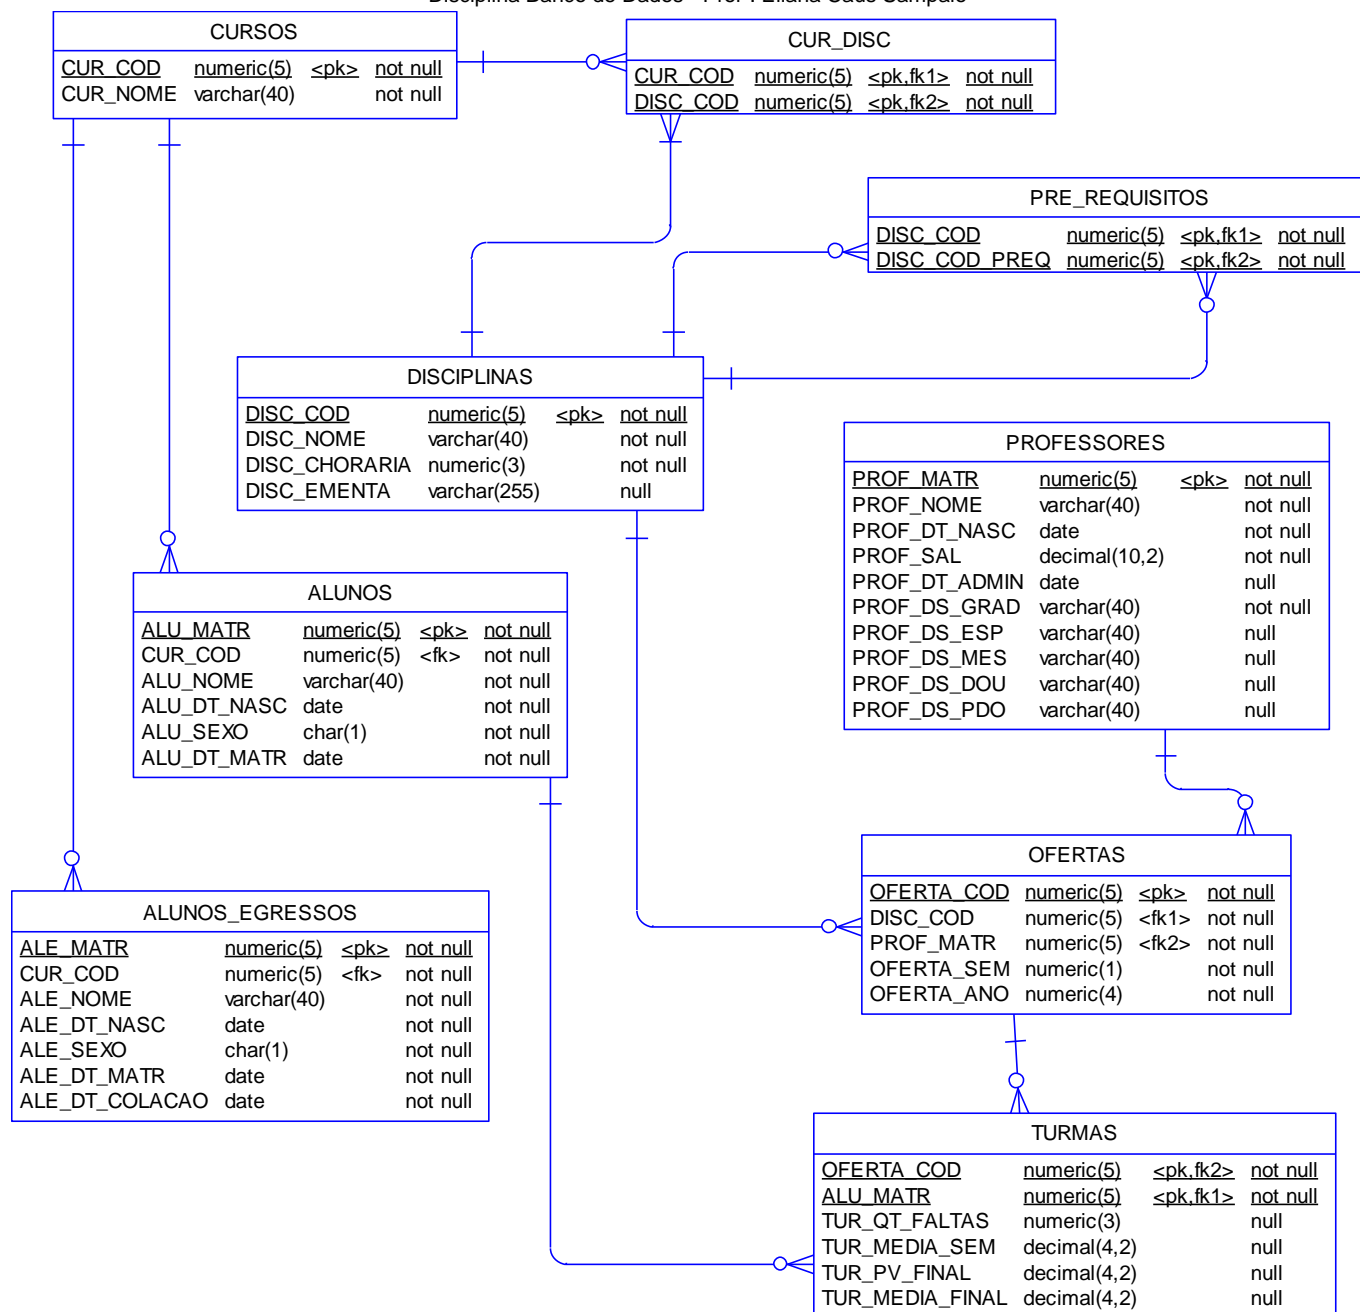 Disciplina Banco de Dados - Prof.ª Eliana Caus Sampaio
CURSOS
CUR_COD numeric(5) <pk> not null
CUR_NOME varchar(40) not null
CUR_DISC
CUR_COD numeric(5) <pk,fk1> not null
DISC_COD numeric(5) <pk,fk2> not null
PRE_REQUISITOS
DISC_COD numeric(5) <pk,fk1> not null
DISC_COD_PREQ numeric(5) <pk,fk2> not null
DISCIPLINAS
DISC_COD numeric(5) <pk> not null
DISC_NOME varchar(40) not null
DISC_CHORARIA numeric(3) not null
DISC_EMENTA varchar(255) null
PROFESSORES
PROF_MATR numeric(5) <pk> not null
PROF_NOME varchar(40) not null
PROF_DT_NASC date not null
PROF_SAL decimal(10,2) not null
PROF_DT_ADMIN date null
PROF_DS_GRAD varchar(40) not null
PROF_DS_ESP varchar(40) null
PROF_DS_MES varchar(40) null
PROF_DS_DOU varchar(40) null
PROF_DS_PDO varchar(40) null
ALUNOS
ALU_MATR numeric(5) <pk> not null
CUR_COD numeric(5) <fk> not null
ALU_NOME varchar(40) not null
ALU_DT_NASC date not null
ALU_SEXO char(1) not null
ALU_DT_MATR date not null
OFERTAS
OFERTA_COD numeric(5) <pk> not null
DISC_COD numeric(5) <fk1> not null
PROF_MATR numeric(5) <fk2> not null
OFERTA_SEM numeric(1) not null
OFERTA_ANO numeric(4) not null
ALUNOS_EGRESSOS
ALE_MATR numeric(5) <pk> not null
CUR_COD numeric(5) <fk> not null
ALE_NOME varchar(40) not null
ALE_DT_NASC date not null
ALE_SEXO char(1) not null
ALE_DT_MATR date not null
ALE_DT_COLACAO date not null
TURMAS
OFERTA_COD numeric(5) <pk,fk2> not null
ALU_MATR numeric(5) <pk,fk1> not null
TUR_QT_FALTAS numeric(3) null
TUR_MEDIA_SEM decimal(4,2) null
TUR_PV_FINAL decimal(4,2) null
TUR_MEDIA_FINAL decimal(4,2) null